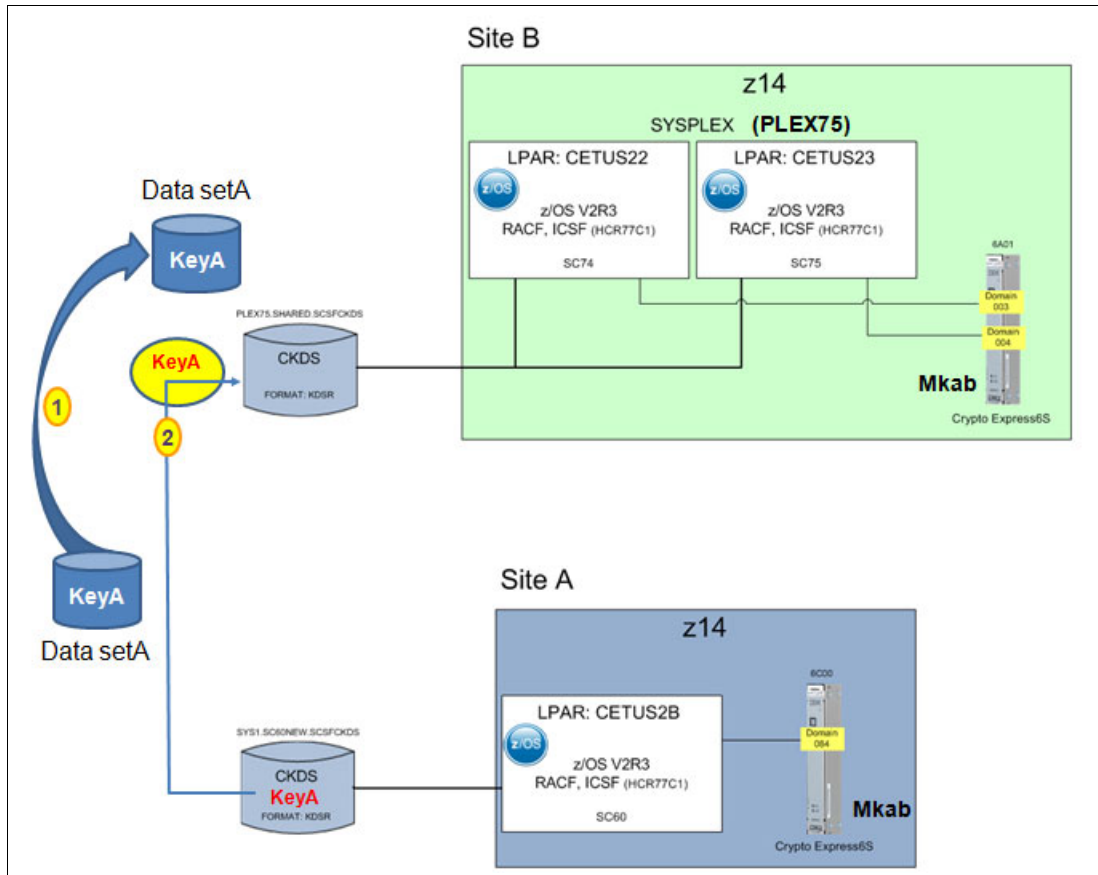 Site B
z14
SYSPLEX (PLEX75)
LPAR: CETUS22
z/OS
z/OS V2R3
RACF, ICSF (HCR77C1)
SC74
LPAR: CETUS23
z/OS
z/OS V2R3
RACF, ICSF (HCR77C1)
SC75
6A01
Domain
003
Domain
004
Mkab
Crypto Express6S
Data setA
KeyA
PLEX75.SHARED.SCSFCKDS
CKDS
FORMAT: KDSR
KeyA
1
2
KeyA
Data setA
Site A
z14
6C00
LPAR: CETUS2B
z/OS
z/OS V2R3
RACF, ICSF (HCR77C1)
SC60
Domain
084
Mkab
Crypto Express6S
SYS1.SC60NEW.SCSFCKDS
CKDS
KeyA
FORMAT: KDSR